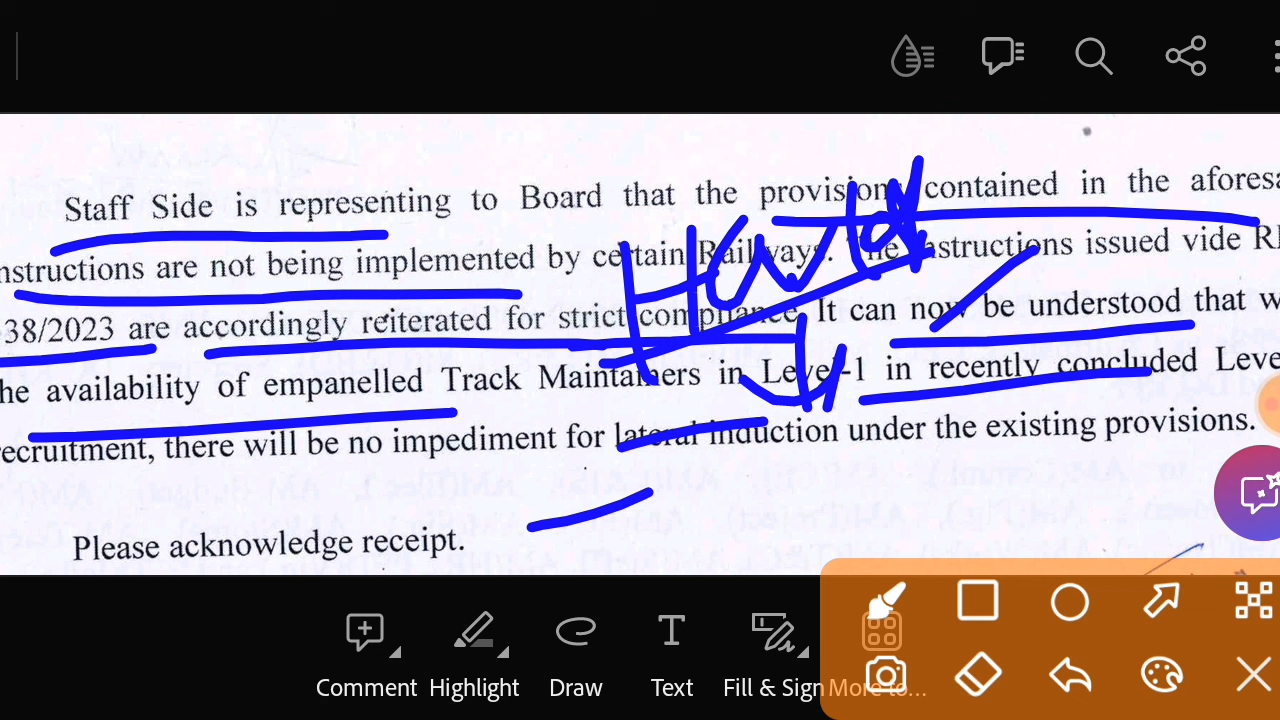 Staff Side is representing to Board that the provisions contained in the aforesa
nstructions are not being implemented by certain Railways. The instructions issued vide R
38/2023 are accordingly reiterated for strict compliance. It can now be understood that w
he availability of empanelled Track Maintainers in Level-1 in recently concluded Leve
recruitment, there will be no impediment for lateral induction under the existing provisions.
Please acknowledge receipt.
Comment Highlight Draw Text Fill & Sign More to...